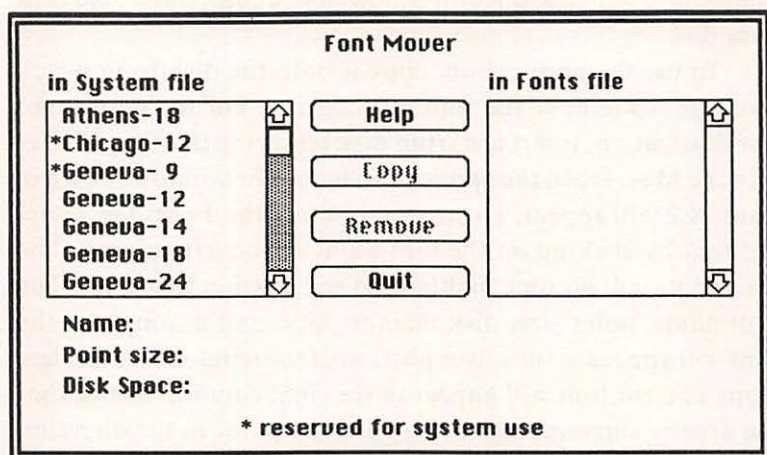 Font Mover
in System file
in Fonts file
Athens-18
*Chicago-12
*Geneva-9
Geneva-12
Geneva-14
Geneva-18
Geneva-24
Help
Copy
Remove
Quit
Name:
Point size:
Disk Space:
* reserved for system use